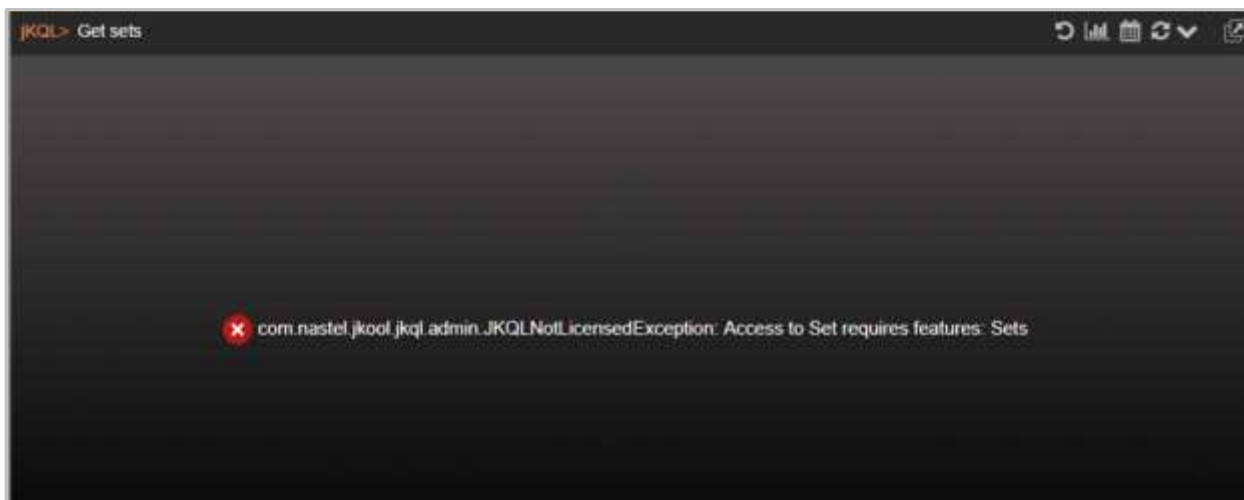 jKQL> Get sets
com.nastel.jkool.jkql.admin.JKQLNotLicensedException: Access to Set requires features: Sets